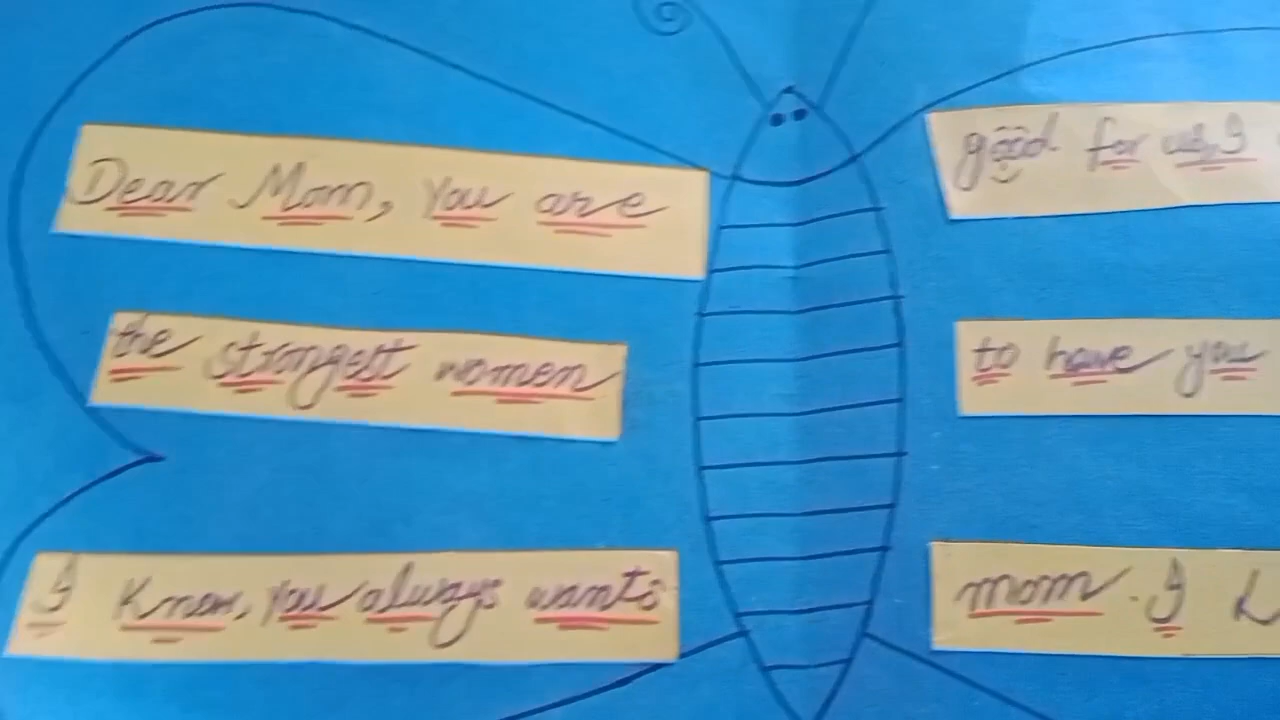 Dear Mom, You are
the strongest women
I Know, You always wants
good for us, I
to have you
mom. I L